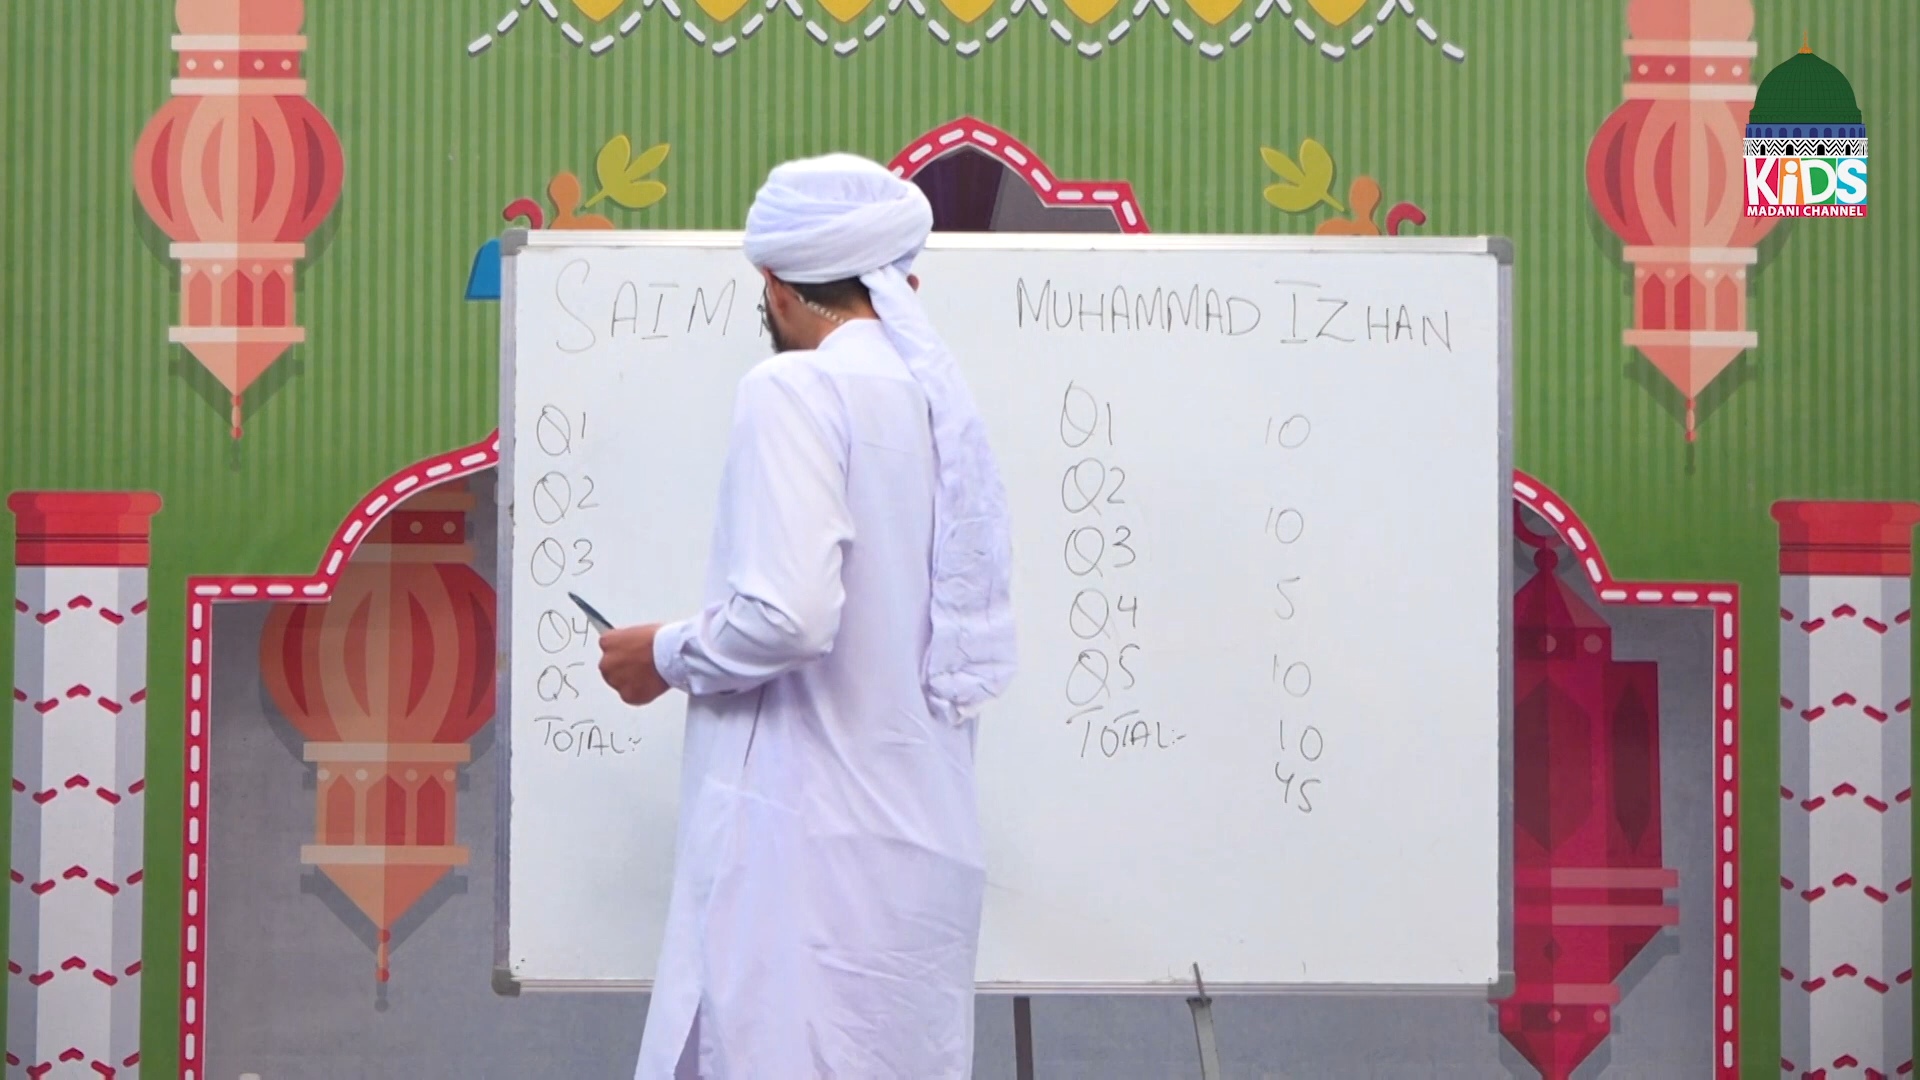 SAIM
Q1
Q2
Q3
Q4
Q5
TOTAL:-
MUHAMMAD IZHAN
Q1 10
Q2 10
Q3 5
Q4 10
Q5 10
TOTAL:- 45
KiDS
MADANI CHANNEL